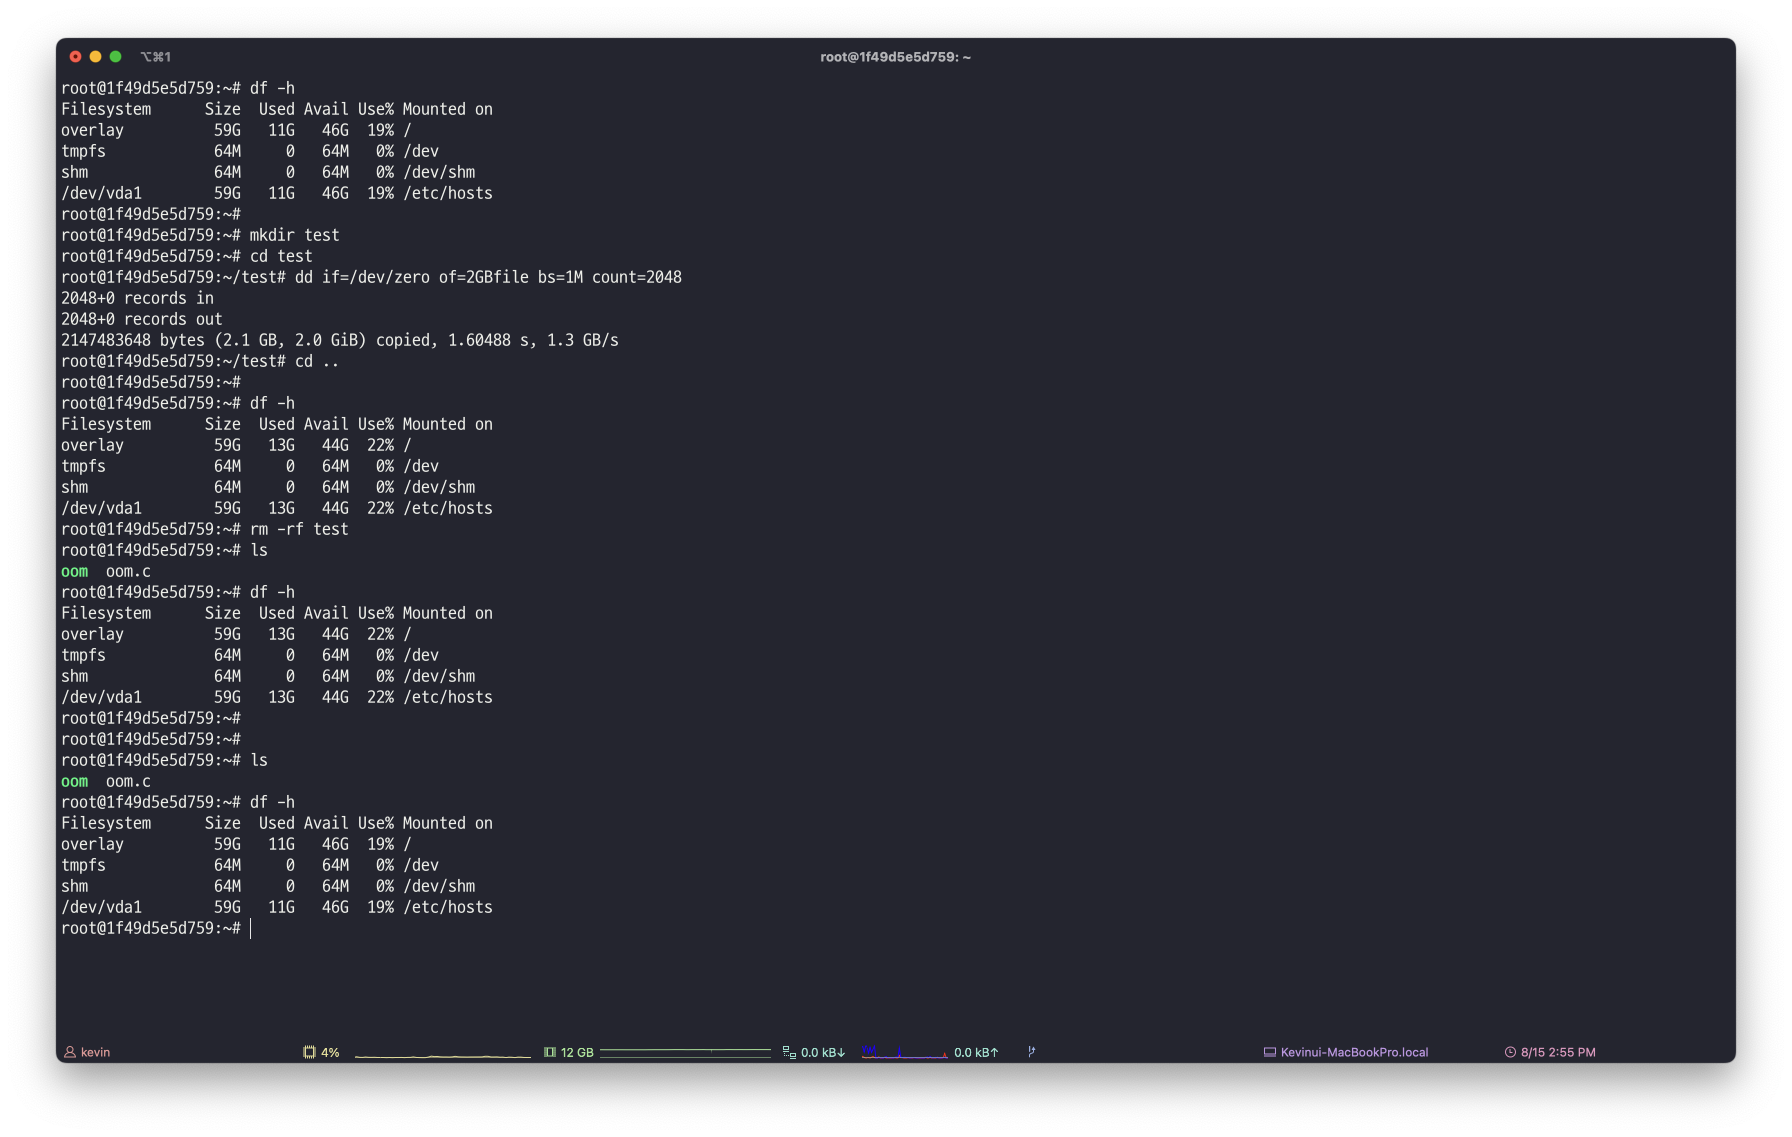 ⌥⌘1 root@1f49d5e5d759: ~
root@1f49d5e5d759:~# df -h
Filesystem      Size  Used Avail Use% Mounted on
overlay          59G   11G   46G  19% /
tmpfs            64M     0   64M   0% /dev
shm              64M     0   64M   0% /dev/shm
/dev/vda1        59G   11G   46G  19% /etc/hosts
root@1f49d5e5d759:~#
root@1f49d5e5d759:~# mkdir test
root@1f49d5e5d759:~# cd test
root@1f49d5e5d759:~/test# dd if=/dev/zero of=2GBfile bs=1M count=2048
2048+0 records in
2048+0 records out
2147483648 bytes (2.1 GB, 2.0 GiB) copied, 1.60488 s, 1.3 GB/s
root@1f49d5e5d759:~/test# cd ..
root@1f49d5e5d759:~#
root@1f49d5e5d759:~# df -h
Filesystem      Size  Used Avail Use% Mounted on
overlay          59G   13G   44G  22% /
tmpfs            64M     0   64M   0% /dev
shm              64M     0   64M   0% /dev/shm
/dev/vda1        59G   13G   44G  22% /etc/hosts
root@1f49d5e5d759:~# rm -rf test
root@1f49d5e5d759:~# ls
oom  oom.c
root@1f49d5e5d759:~# df -h
Filesystem      Size  Used Avail Use% Mounted on
overlay          59G   13G   44G  22% /
tmpfs            64M     0   64M   0% /dev
shm              64M     0   64M   0% /dev/shm
/dev/vda1        59G   13G   44G  22% /etc/hosts
root@1f49d5e5d759:~#
root@1f49d5e5d759:~#
root@1f49d5e5d759:~# ls
oom  oom.c
root@1f49d5e5d759:~# df -h
Filesystem      Size  Used Avail Use% Mounted on
overlay          59G   11G   46G  19% /
tmpfs            64M     0   64M   0% /dev
shm              64M     0   64M   0% /dev/shm
/dev/vda1        59G   11G   46G  19% /etc/hosts
root@1f49d5e5d759:~#
kevin 4% 12 GB 0.0 kB↓ 0.0 kB↑ Kevinui-MacBookPro.local 8/15 2:55 PM